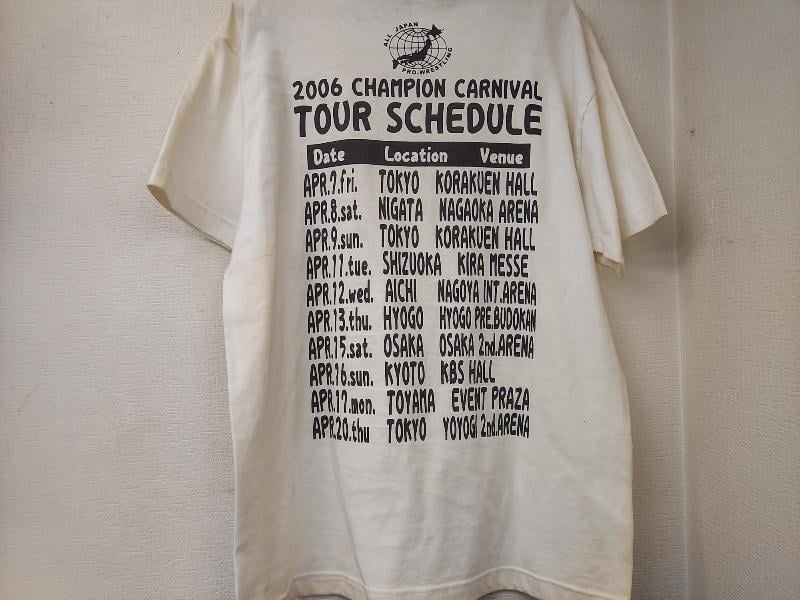 ALL JAPAN
PRO-WRESTLING
2006 CHAMPION CARNIVAL
TOUR SCHEDULE
Date Location Venue
APR.7.fri. TOKYO KORAKUEN HALL
APR.8.sat. NIGATA NAGAOKA ARENA
APR.9.sun. TOKYO KORAKUEN HALL
APR.11.tue. SHIZUOKA KIRA MESSE
APR.12.wed. AICHI NAGOYA INT.ARENA
APR.13.thu. HYOGO HYOGO PRE.BUDOKAN
APR.15.sat. OSAKA OSAKA 2nd.ARENA
APR.16.sun. KYOTO KBS HALL
APR.17.mon. TOYAMA EVENT PRAZA
APR.20.thu TOKYO YOYOGI 2nd.ARENA